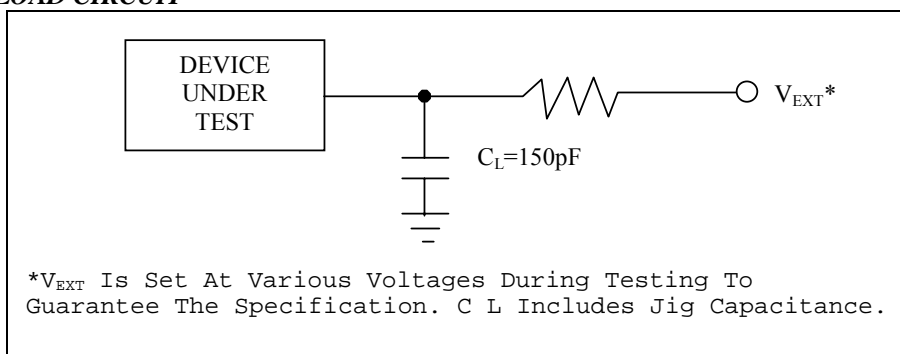 LOAD CIRCUIT
DEVICE
UNDER
TEST
V_EXT*
C_L=150pF
*V_EXT Is Set At Various Voltages During Testing To
Guarantee The Specification. C L Includes Jig Capacitance.